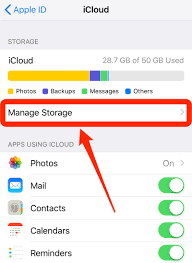 Apple ID
iCloud
STORAGE
iCloud 28.7 GB of 50 GB Used
Photos Backups Messages Others
Manage Storage
APPS USING ICLOUD
Photos On
Mail
Contacts
Calendars
Reminders